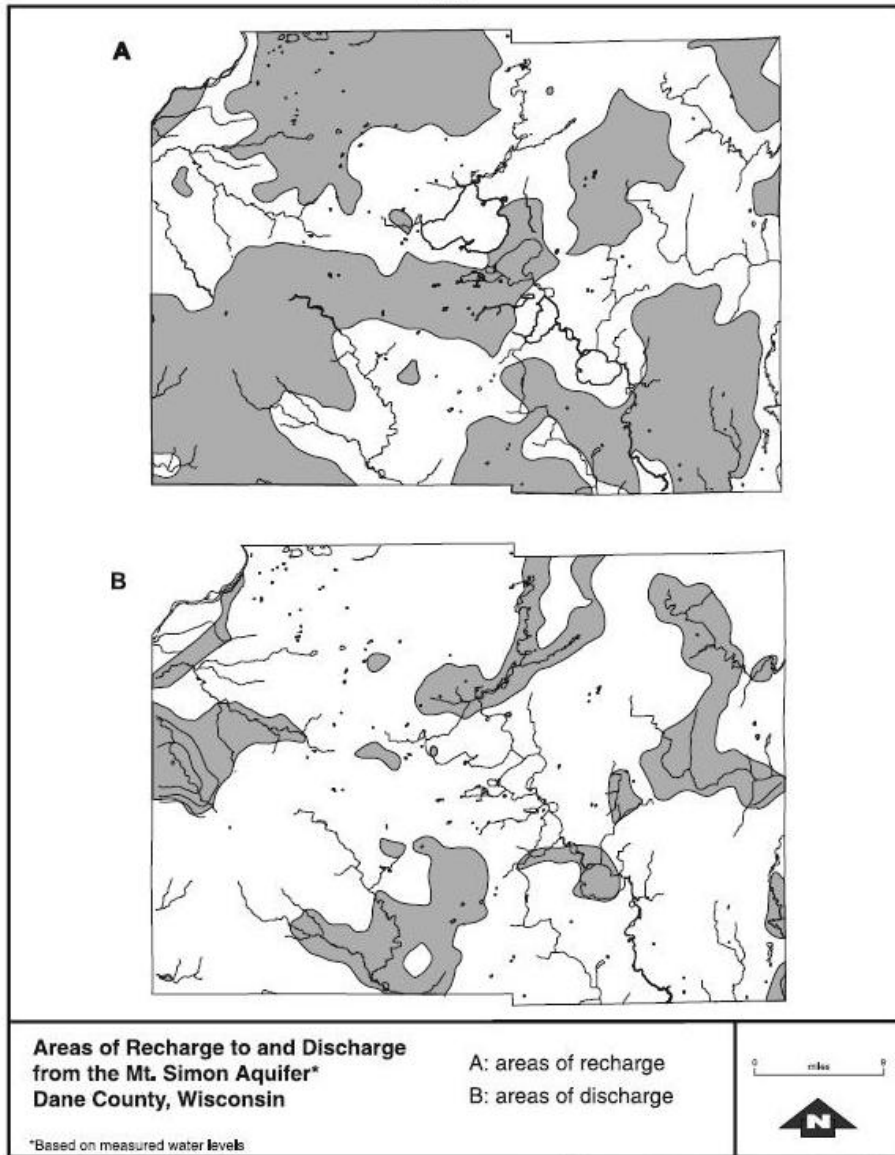 A
B
Areas of Recharge to and Discharge
from the Mt. Simon Aquifer*
Dane County, Wisconsin
*Based on measured water levels
A: areas of recharge
B: areas of discharge
0
miles
N